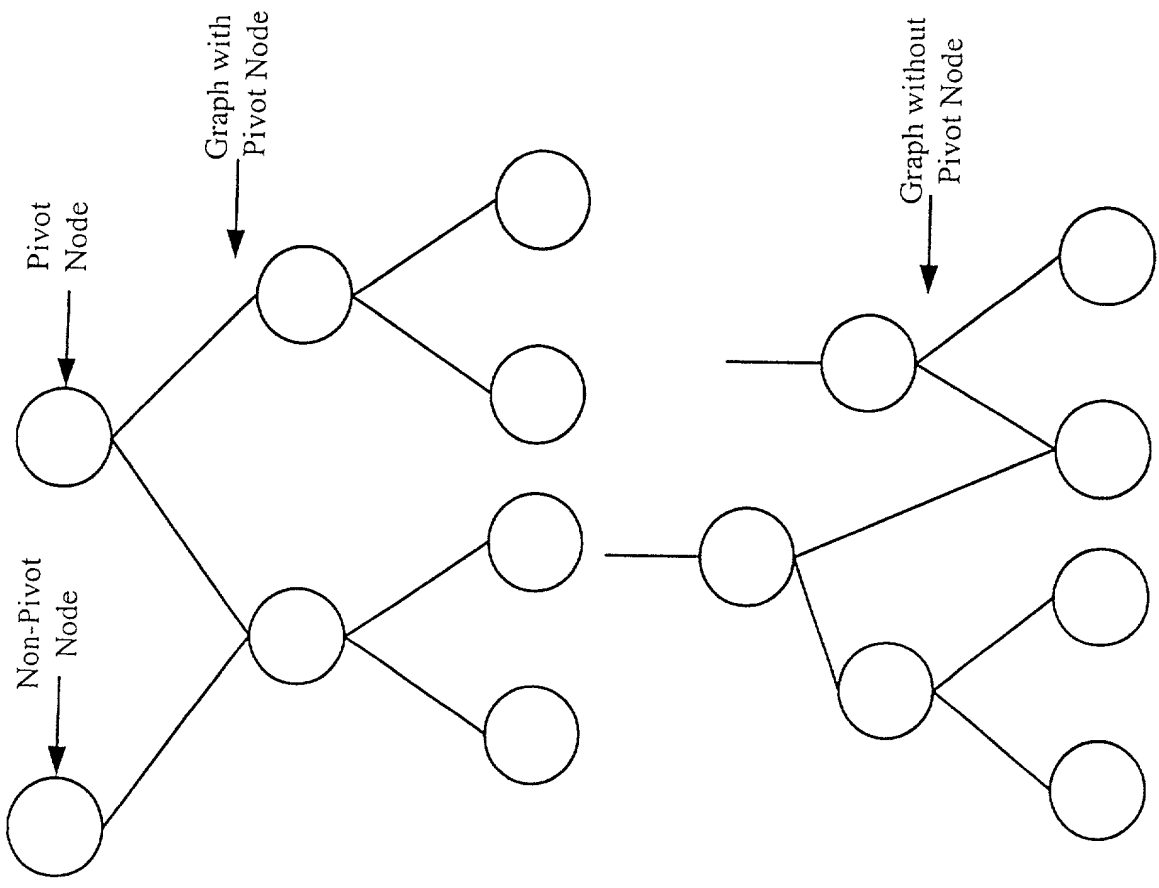 Non-Pivot
Node
Pivot
Node
Graph with
Pivot Node
Graph without
Pivot Node